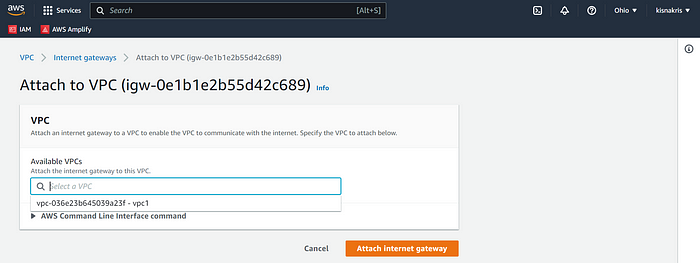 aws Services Search [Alt+S] Ohio kisnakris
IAM AWS Amplify
VPC > Internet gateways > Attach to VPC (igw-0e1b1e2b55d42c689)
Attach to VPC (igw-0e1b1e2b55d42c689) Info
VPC
Attach an internet gateway to a VPC to enable the VPC to communicate with the internet. Specify the VPC to attach below.
Available VPCs
Attach the internet gateway to this VPC.
Select a VPC
vpc-036e23b645039a23f - vpc1
AWS Command Line Interface command
Cancel Attach internet gateway